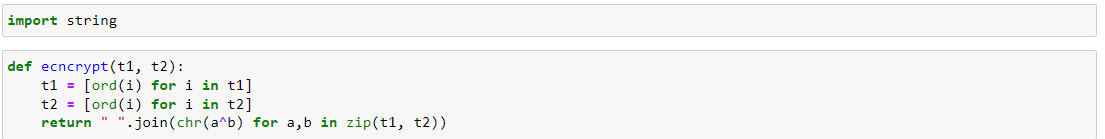 import string
def ecncrypt(t1, t2):
    t1 = [ord(i) for i in t1]
    t2 = [ord(i) for i in t2]
    return " ".join(chr(a^b) for a,b in zip(t1, t2))